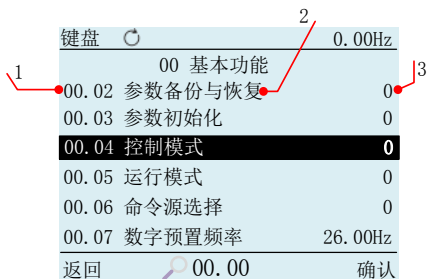 2
键盘 0.00Hz
00 基本功能
1
3
00.02 参数备份与恢复 0
00.03 参数初始化 0
00.04 控制模式 0
00.05 运行模式 0
00.06 命令源选择 0
00.07 数字预置频率 26.00Hz
返回 00.00 确认